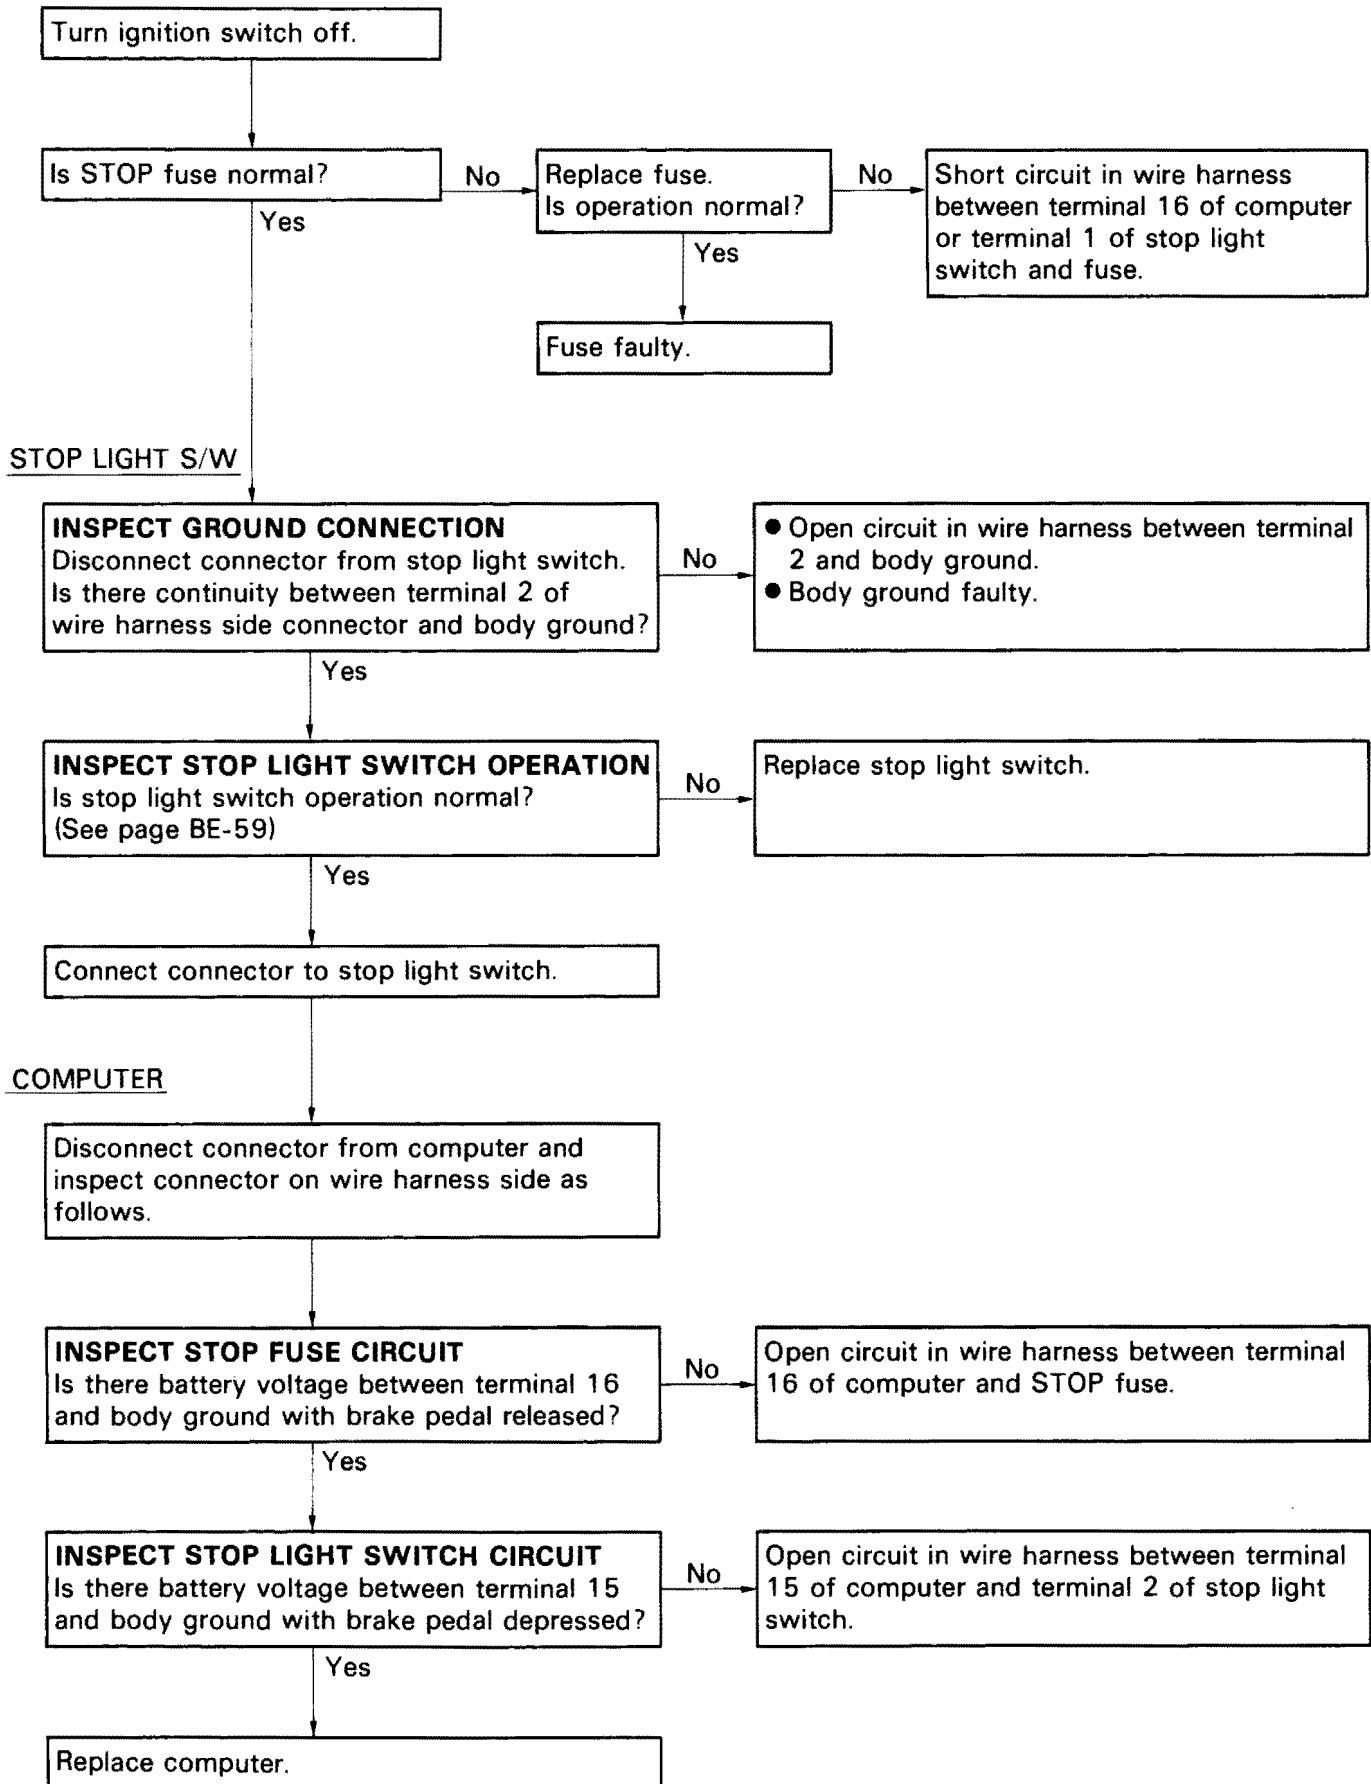 Turn ignition switch off.
Is STOP fuse normal?
No
Replace fuse.
Is operation normal?
No
Short circuit in wire harness
between terminal 16 of computer
or terminal 1 of stop light
switch and fuse.
Yes
Yes
Fuse faulty.
STOP LIGHT S/W
INSPECT GROUND CONNECTION
Disconnect connector from stop light switch.
Is there continuity between terminal 2 of
wire harness side connector and body ground?
No
● Open circuit in wire harness between terminal
2 and body ground.
● Body ground faulty.
Yes
INSPECT STOP LIGHT SWITCH OPERATION
Is stop light switch operation normal?
(See page BE-59)
No
Replace stop light switch.
Yes
Connect connector to stop light switch.
COMPUTER
Disconnect connector from computer and
inspect connector on wire harness side as
follows.
INSPECT STOP FUSE CIRCUIT
Is there battery voltage between terminal 16
and body ground with brake pedal released?
No
Open circuit in wire harness between terminal
16 of computer and STOP fuse.
Yes
INSPECT STOP LIGHT SWITCH CIRCUIT
Is there battery voltage between terminal 15
and body ground with brake pedal depressed?
No
Open circuit in wire harness between terminal
15 of computer and terminal 2 of stop light
switch.
Yes
Replace computer.